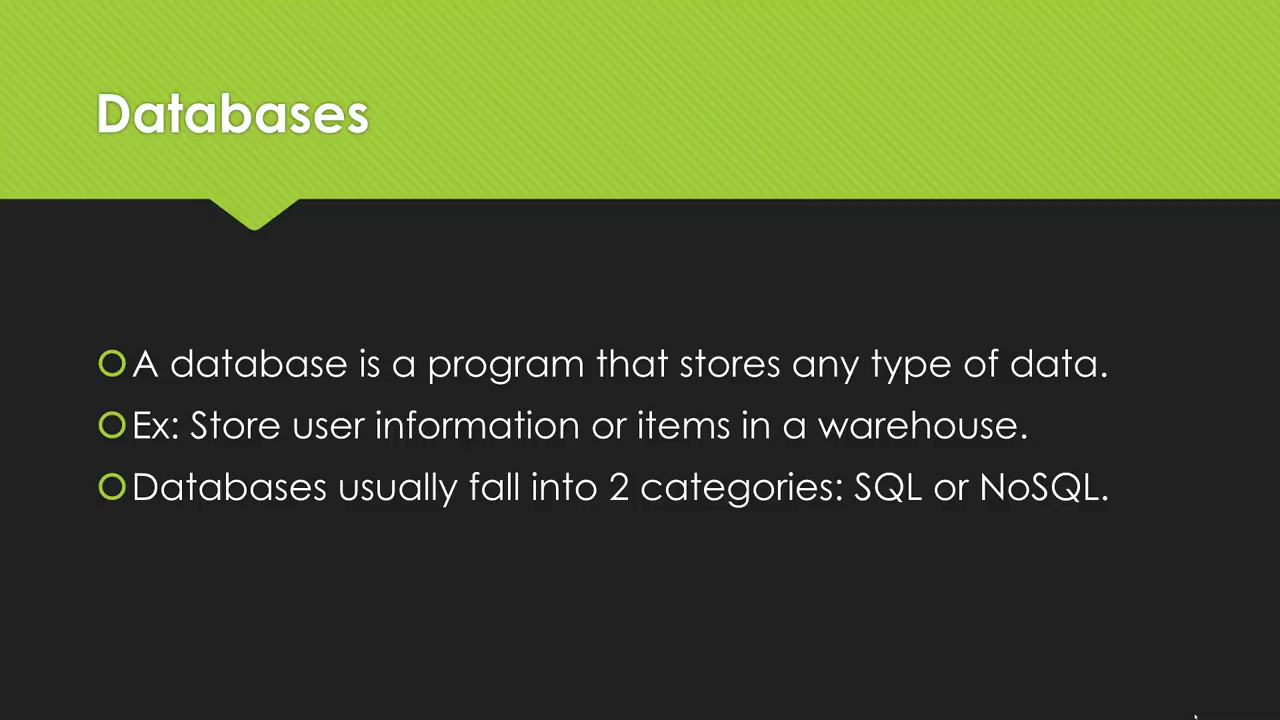 Databases
A database is a program that stores any type of data.
Ex: Store user information or items in a warehouse.
Databases usually fall into 2 categories: SQL or NoSQL.